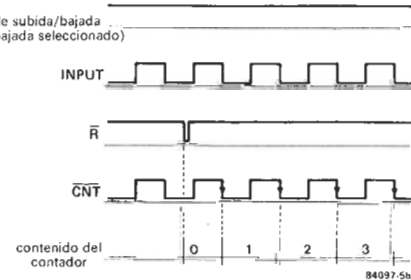 e subida/bajada
ajada seleccionado)
INPUT
R
CNT
contenido del
contador
0 1 2 3
84097-5b